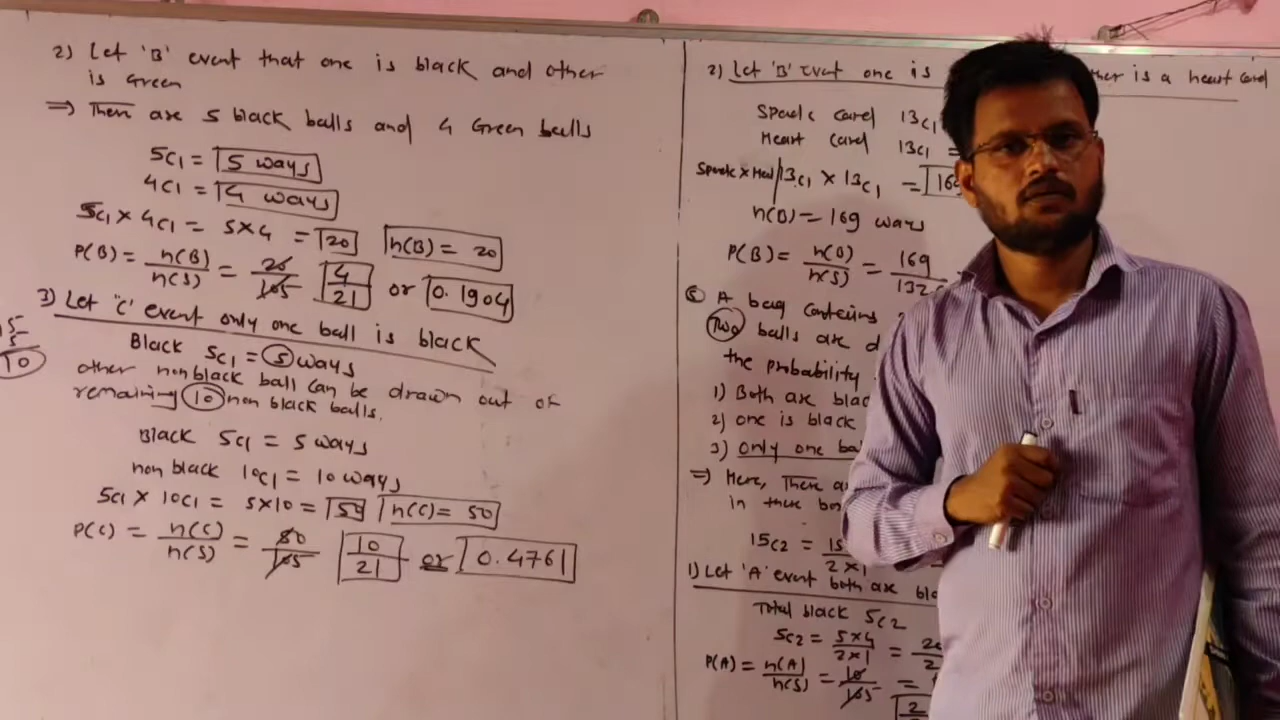 2) Let 'B' event that one is black and other
is Green
=> There are 5 black balls and 4 Green balls
5C1 = 5 ways
4C1 = 4 ways
5C1 × 4C1 = 5×4 = 20 n(B) = 20
P(B) = n(B)/n(S) = 20/105 4/21 or 0.1904
3) Let 'C' event only one ball is black
15
5
10
Black 5C1 = 5 ways
other nonblack ball can be drawn out of
remaining 10 non black balls.
Black 5C1 = 5 ways
non black 10C1 = 10 ways
5C1 × 10C1 = 5×10 = 50 n(C) = 50
P(C) = n(C)/n(S) = 50/105 10/21 or 0.4761
2) Let 'B' Event one is ther is a heart card
Spade card 13C1
Heart card 13C1 =
13C1 × 13C1 = 169
n(B) = 169 ways
P(B) = n(B)/n(S) = 169/132
A bag contains
Two balls are d
the probability
1) Both are blac
2) one is black
3) Only one ba
=> Here, There a
in there bo
15C2 = 15/2×1
1) Let 'A' event both are bla
Total black 5C2
5C2 = 5×4/2×1 = 20/2
P(A) = n(A)/n(S) = 10/105 =
2